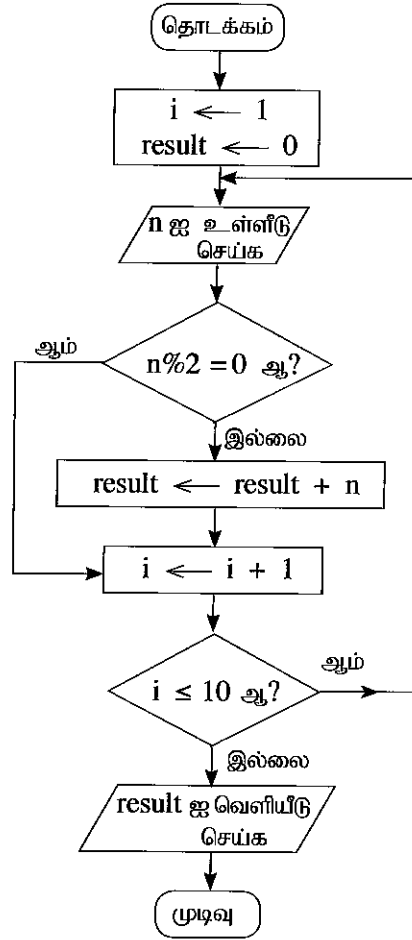 தொடக்கம்
i ← 1
result ← 0
n ஐ உள்ளீடு
செய்க
ஆம்
n%2 = 0 ஆ?
இல்லை
result ← result + n
i ← i + 1
ஆம்
i ≤ 10 ஆ?
இல்லை
result ஐ வெளியீடு
செய்க
முடிவு